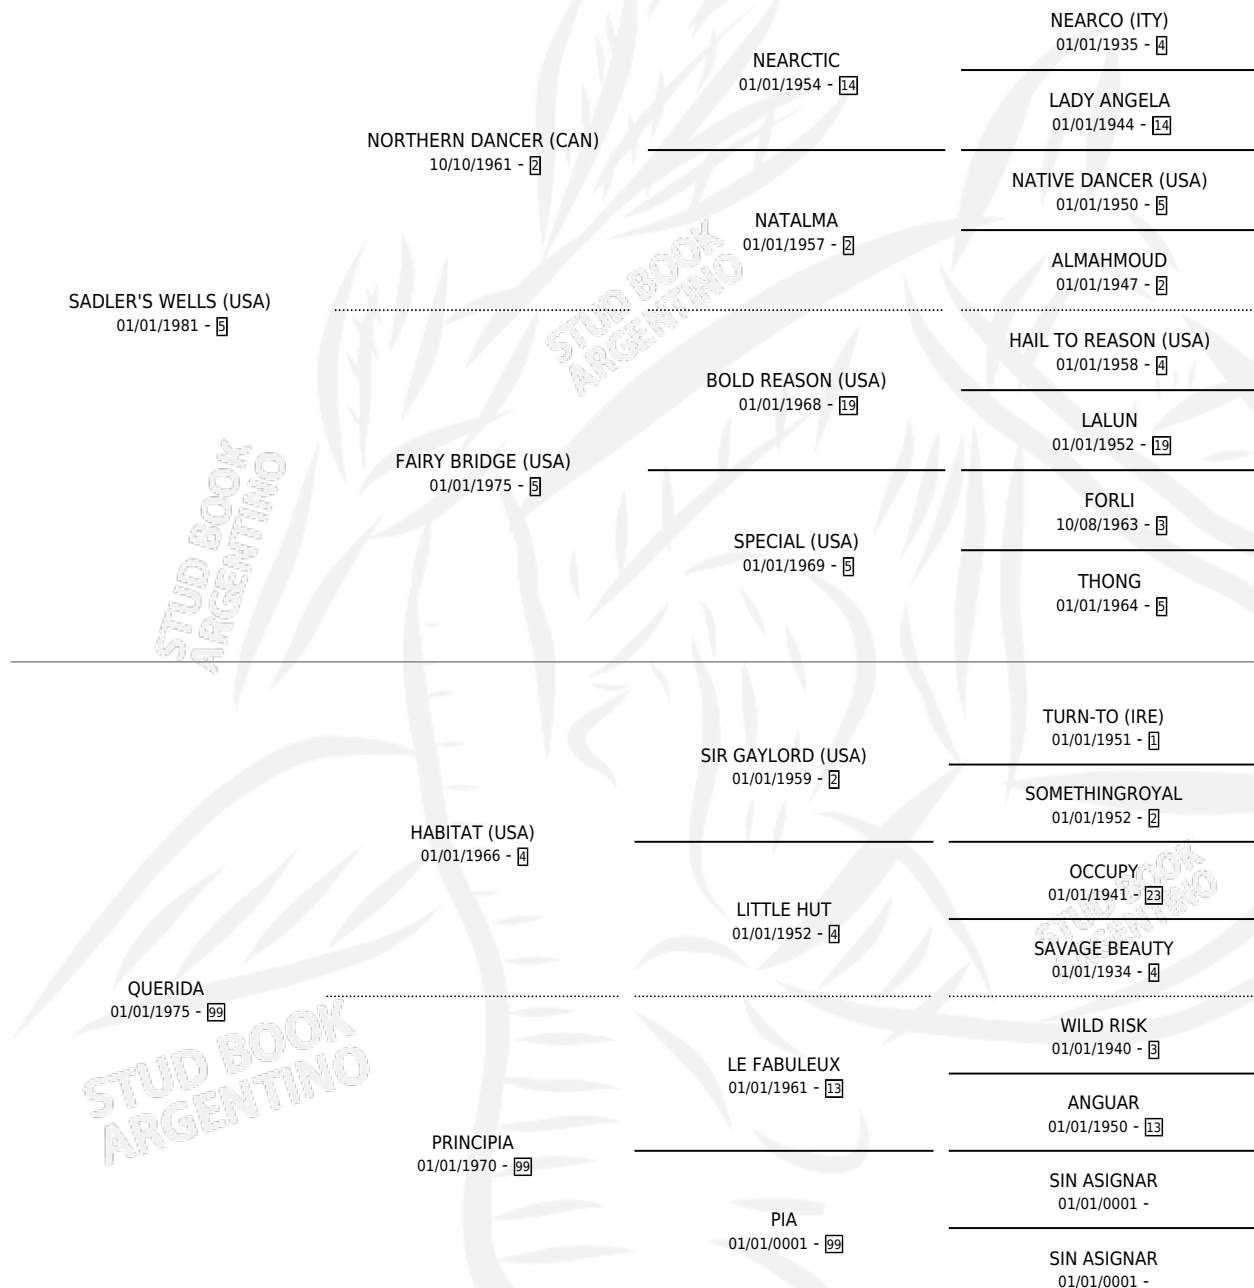 NEARCO (ITY)
01/01/1935 - 4
NEARCTIC
01/01/1954 - 14
LADY ANGELA
01/01/1944 - 14
NORTHERN DANCER (CAN)
10/10/1961 - 2
NATIVE DANCER (USA)
01/01/1950 - 5
NATALMA
01/01/1957 - 2
ALMAHMOUD
01/01/1947 - 2
SADLER'S WELLS (USA)
01/01/1981 - 5
STUD BOOK
ARGENTINO
HAIL TO REASON (USA)
01/01/1958 - 4
BOLD REASON (USA)
01/01/1968 - 19
LALUN
01/01/1952 - 19
FAIRY BRIDGE (USA)
01/01/1975 - 5
STUD BOOK
ARGENTINO
FORLI
10/08/1963 - 3
SPECIAL (USA)
01/01/1969 - 5
THONG
01/01/1964 - 5
TURN-TO (IRE)
01/01/1951 - 1
SIR GAYLORD (USA)
01/01/1959 - 2
SOMETHINGROYAL
01/01/1952 - 2
HABITAT (USA)
01/01/1966 - 4
OCCUPY
01/01/1941 - 23
STUD BOOK
ARGENTINO
LITTLE HUT
01/01/1952 - 4
SAVAGE BEAUTY
01/01/1934 - 4
QUERIDA
01/01/1975 - 99
STUD BOOK
ARGENTINO
WILD RISK
01/01/1940 - 3
LE FABULEUX
01/01/1961 - 13
ANGUAR
01/01/1950 - 13
PRINCIPIA
01/01/1970 - 99
SIN ASIGNAR
01/01/0001 -
PIA
01/01/0001 - 99
SIN ASIGNAR
01/01/0001 -